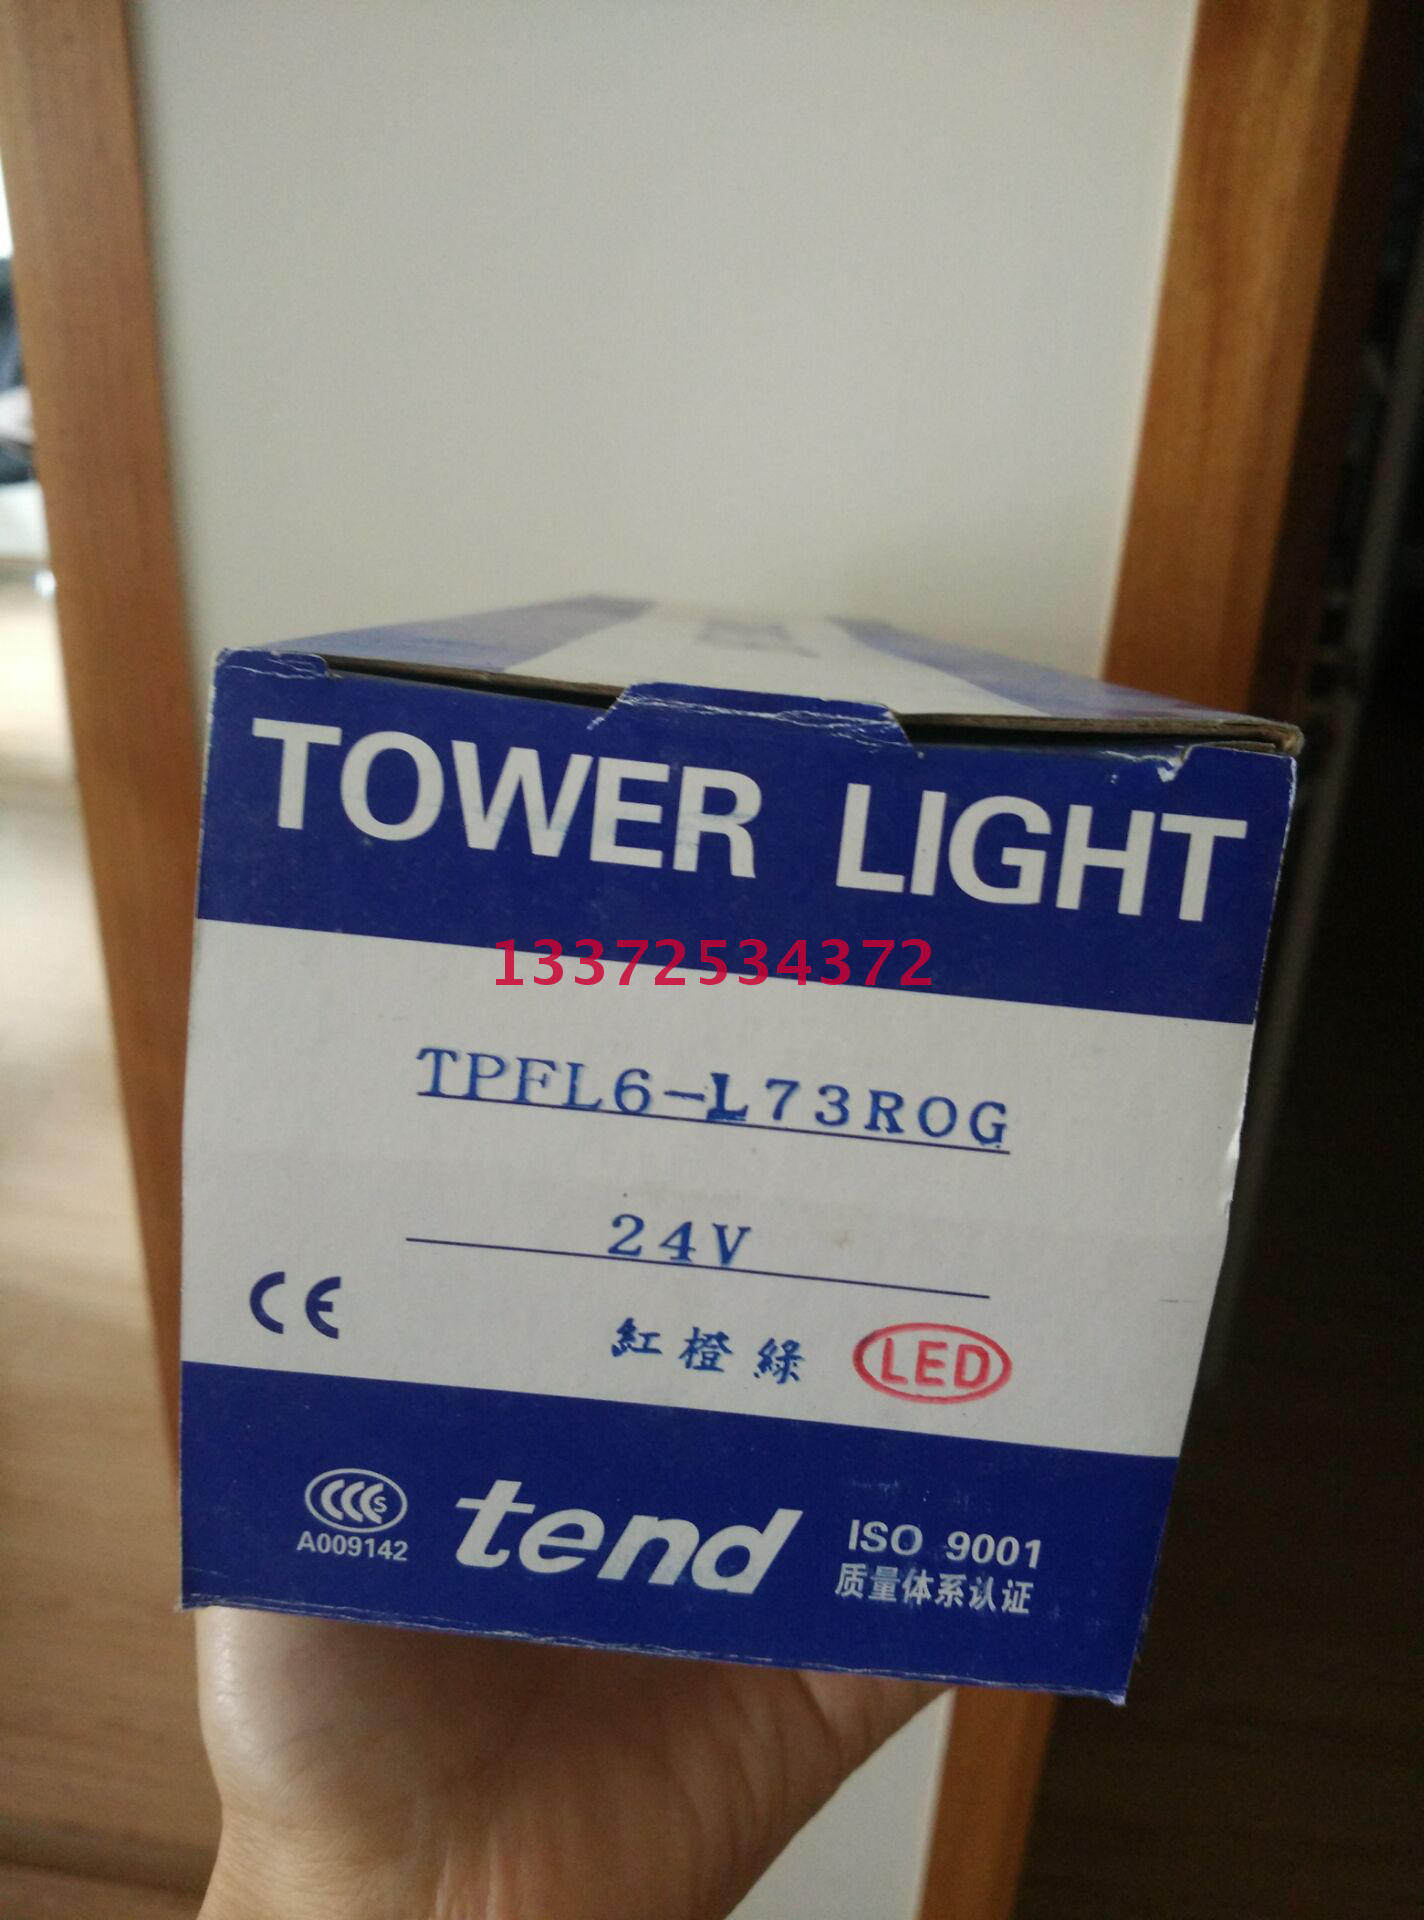 TOWER LIGHT
13372534372
TPFL6-L73ROG
24V
CE
紅橙綠 LED
CCC S
A009142
tend
ISO 9001
质量体系认证